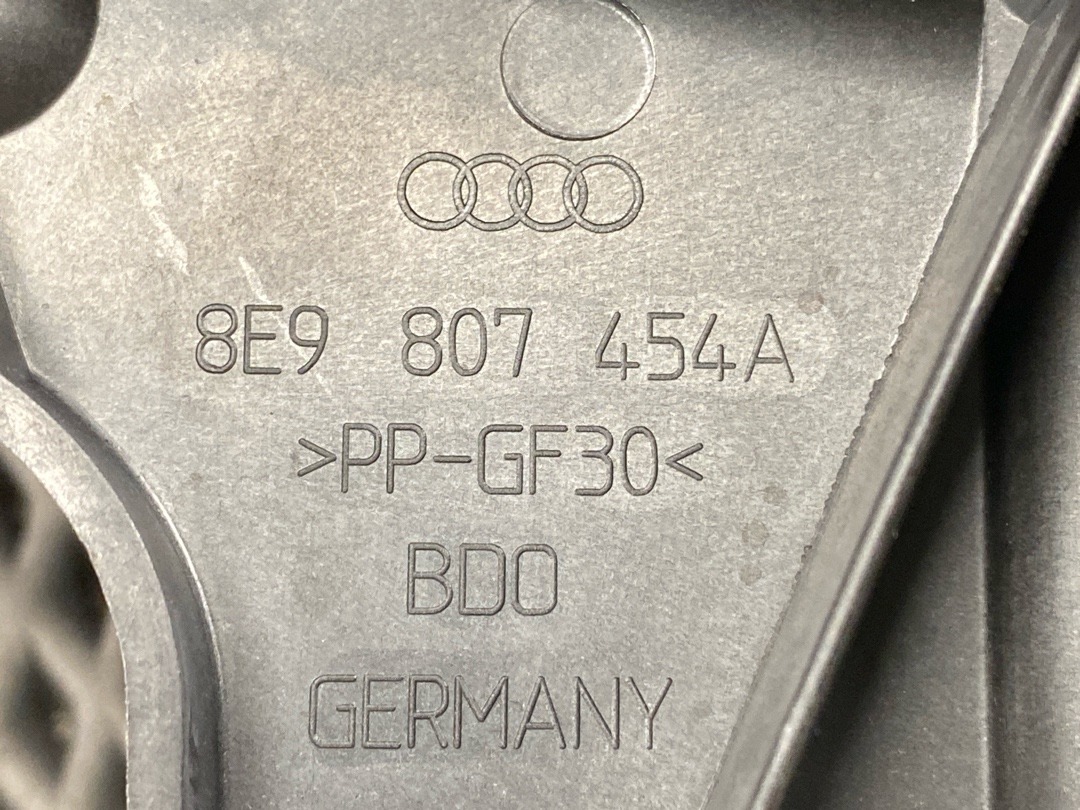 8E9 807 454A
>PP-GF30<
BDO
GERMANY